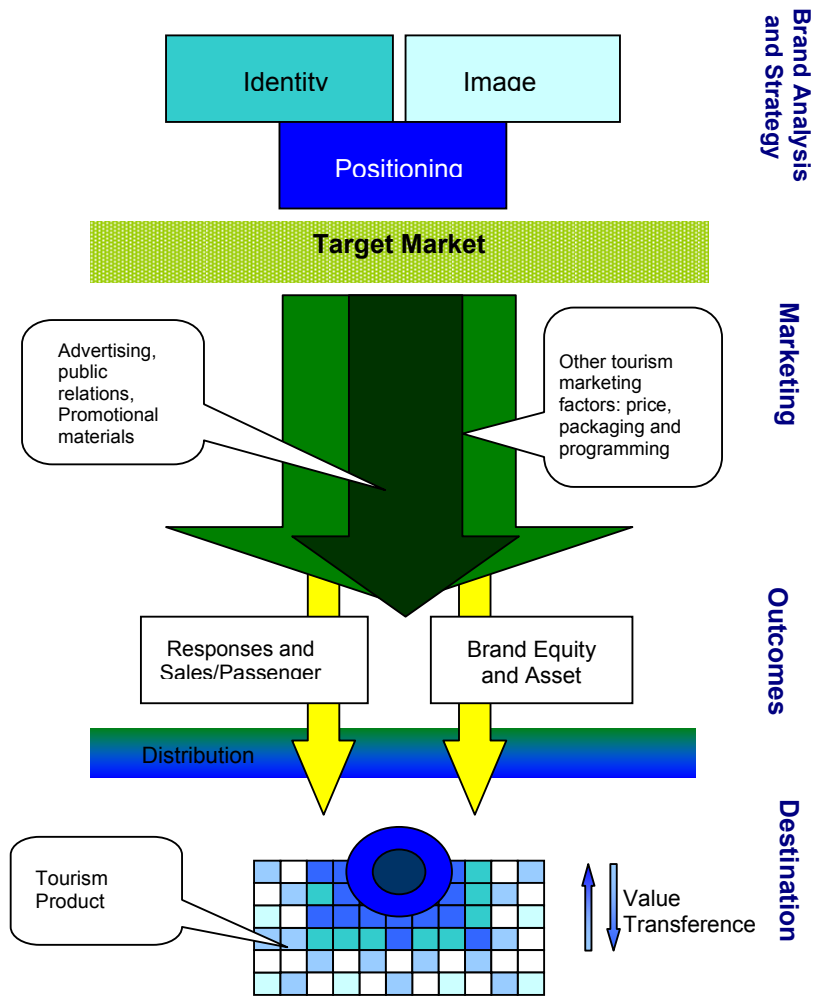 Brand Analysis
and Strategy
Identity
Image
Positioning
Target Market
Marketing
Advertising,
public
relations,
Promotional
materials
Other tourism
marketing
factors: price,
packaging and
programming
Outcomes
Responses and
Sales/Passenger
Brand Equity
and Asset
Distribution
Destination
Tourism
Product
Value
Transference